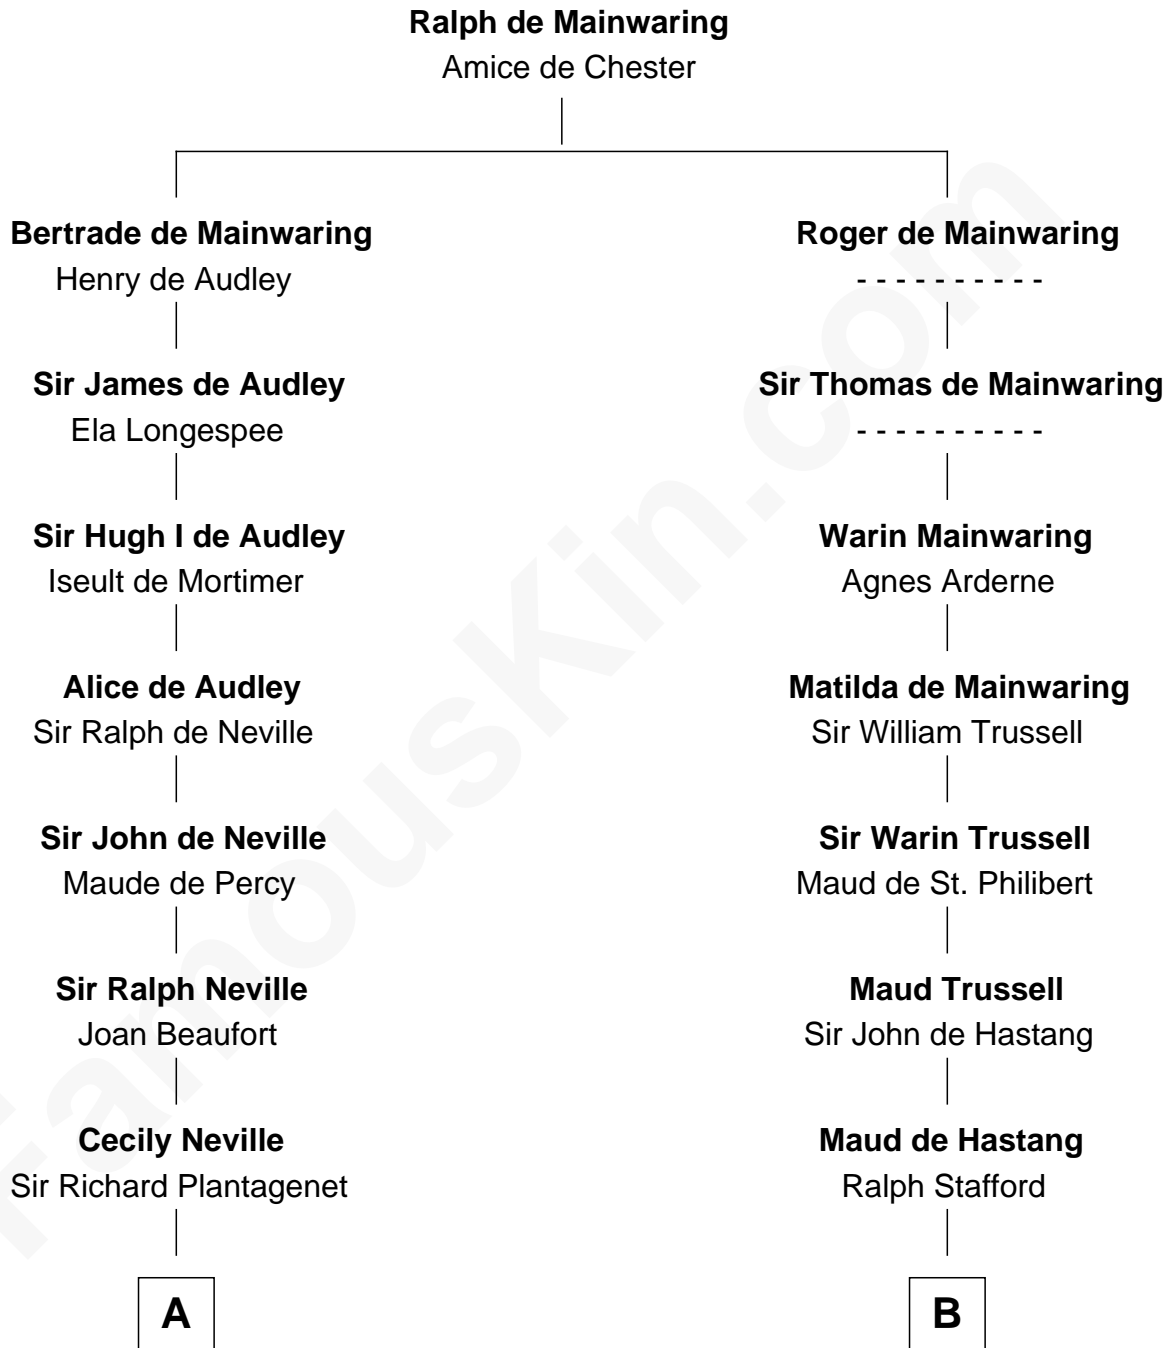 Ralph de Mainwaring
Amice de Chester
Bertrade de Mainwaring
Henry de Audley
Roger de Mainwaring
- - - - - - - - - -
Sir James de Audley
Ela Longespee
Sir Thomas de Mainwaring
- - - - - - - - - -
Sir Hugh I de Audley
Iseult de Mortimer
Warin Mainwaring
Agnes Arderne
Alice de Audley
Sir Ralph de Neville
Matilda de Mainwaring
Sir William Trussell
Sir John de Neville
Maude de Percy
Sir Warin Trussell
Maud de St. Philibert
Sir Ralph Neville
Joan Beaufort
Maud Trussell
Sir John de Hastang
Cecily Neville
Sir Richard Plantagenet
Maud de Hastang
Ralph Stafford
A
B
FamousKin.com